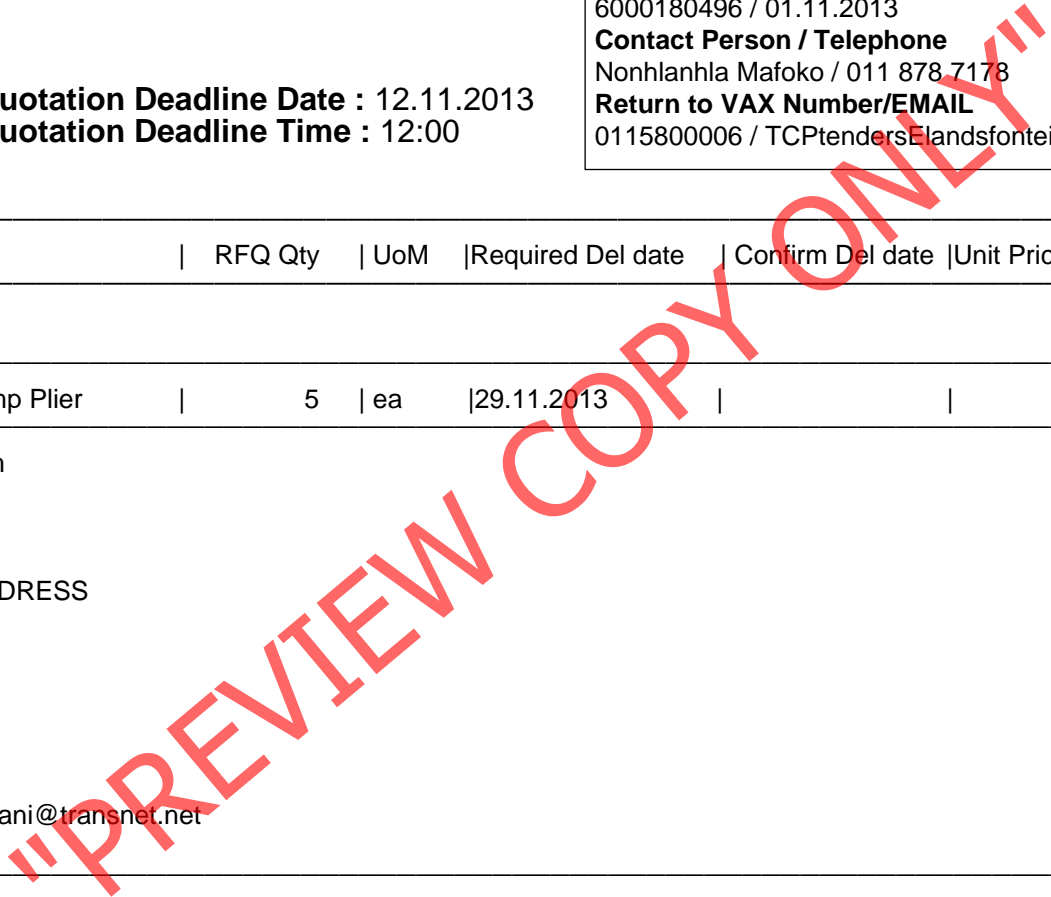 6000180496 / 01.11.2013
Contact Person / Telephone
Nonhlanhla Mafoko / 011 878 7178
uotation Deadline Date : 12.11.2013
Return to VAX Number/EMAIL
uotation Deadline Time : 12:00
0115800006 / TCPtendersElandsfontei
| RFQ Qty | UoM |Required Del date | Confirm Del date |Unit Pric
np Plier | 5 | ea |29.11.2013 | |
n
DRESS
ani@transnet.net
"PREVIEW COPY ONLY"